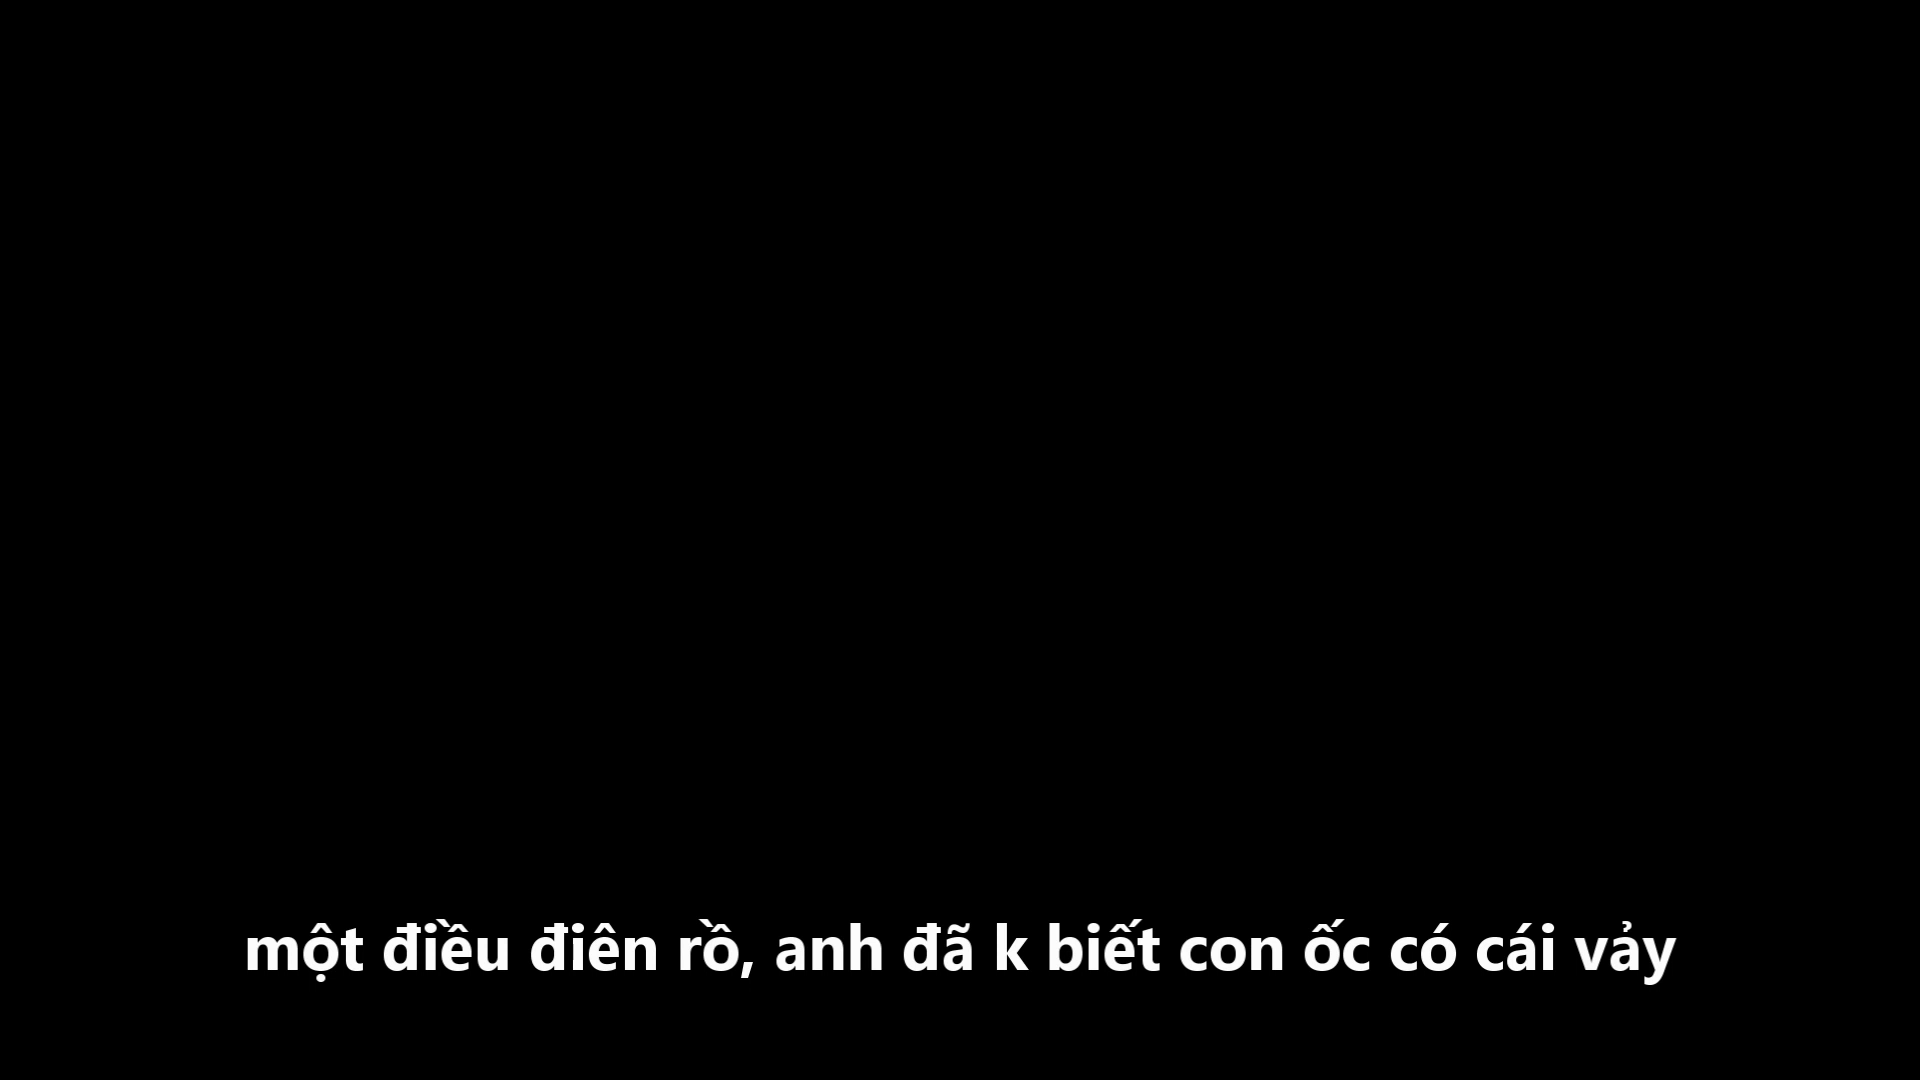 một điều điên rồ, anh đã k biết con ốc có cái vảy